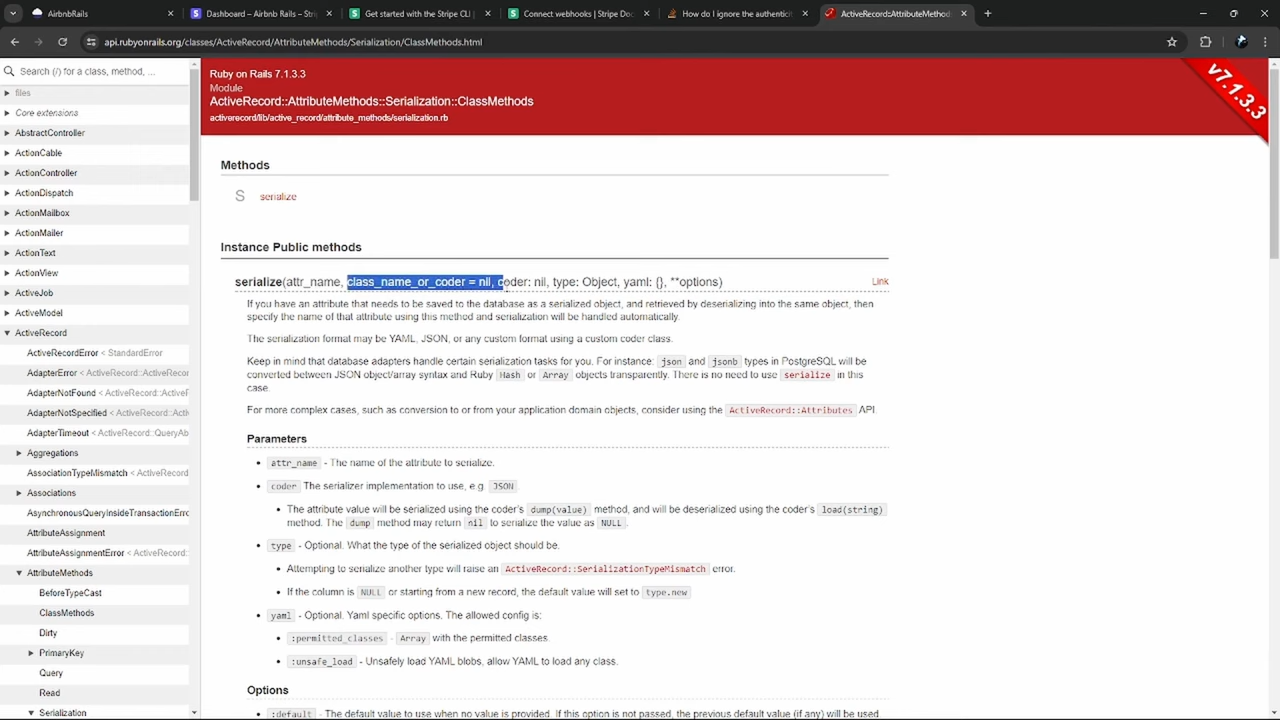 AirbnbRails
Dashboard – Airbnb Rails – Stri
Get started with the Stripe CLI
Connect webhooks | Stripe Doc
How do I ignore the authenticit
ActiveRecord::AttributeMethod
api.rubyonrails.org/classes/ActiveRecord/AttributeMethods/Serialization/ClassMethods.html
Search (/) for a class, method, ...
files
Core extensions
AbstractController
ActionCable
ActionController
ActionDispatch
ActionMailbox
ActionMailer
ActionText
ActionView
ActiveJob
ActiveModel
ActiveRecord
ActiveRecordError < StandardError
AdapterError < ActiveRecord::ActiveRecor
AdapterNotFound < ActiveRecord::ActiveR
AdapterNotSpecified < ActiveRecord::Acti
AdapterTimeout < ActiveRecord::QueryAb
Aggregations
AssociationTypeMismatch < ActiveRecord
Associations
AsynchronousQueryInsideTransactionErro
AttributeAssignment
AttributeAssignmentError < ActiveRecord::
AttributeMethods
BeforeTypeCast
ClassMethods
Dirty
PrimaryKey
Query
Read
Serialization
Ruby on Rails 7.1.3.3
Module
ActiveRecord::AttributeMethods::Serialization::ClassMethods
activerecord/lib/active_record/attribute_methods/serialization.rb
v7.1.3.3
Methods
S serialize
Instance Public methods
serialize(attr_name, class_name_or_coder = nil, coder: nil, type: Object, yaml: {}, **options)
Link
If you have an attribute that needs to be saved to the database as a serialized object, and retrieved by deserializing into the same object, then
specify the name of that attribute using this method and serialization will be handled automatically.
The serialization format may be YAML, JSON, or any custom format using a custom coder class.
Keep in mind that database adapters handle certain serialization tasks for you. For instance: json and jsonb types in PostgreSQL will be
converted between JSON object/array syntax and Ruby Hash or Array objects transparently. There is no need to use serialize in this
case.
For more complex cases, such as conversion to or from your application domain objects, consider using the ActiveRecord::Attributes API.
Parameters
• attr_name - The name of the attribute to serialize.
• coder The serializer implementation to use, e.g. JSON.
• The attribute value will be serialized using the coder's dump(value) method, and will be deserialized using the coder's load(string)
method. The dump method may return nil to serialize the value as NULL.
• type - Optional. What the type of the serialized object should be.
• Attempting to serialize another type will raise an ActiveRecord::SerializationTypeMismatch error.
• If the column is NULL or starting from a new record, the default value will set to type.new
• yaml - Optional. Yaml specific options. The allowed config is:
• :permitted_classes - Array with the permitted classes.
• :unsafe_load - Unsafely load YAML blobs, allow YAML to load any class.
Options
• :default - The default value to use when no value is provided. If this option is not passed, the previous default value (if any) will be used